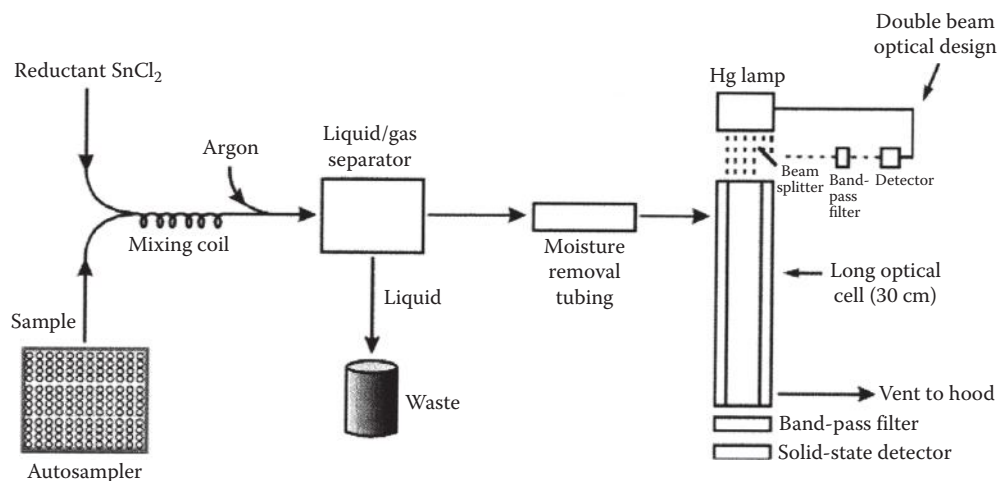 Double beam
optical design
Reductant SnCl₂
Hg lamp
Argon
Liquid/gas
separator
Beam
splitter
Band-
pass
filter
Detector
Mixing coil
Moisture
removal
tubing
Long optical
cell (30 cm)
Liquid
Sample
Waste
Vent to hood
Band-pass filter
Solid-state detector
Autosampler